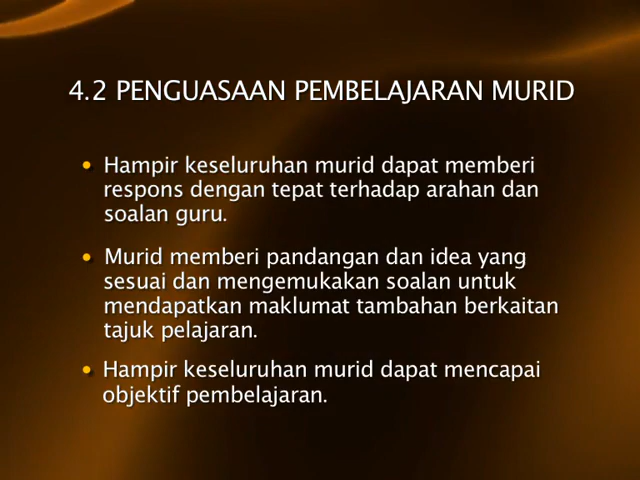 4.2 PENGUASAAN PEMBELAJARAN MURID
• Hampir keseluruhan murid dapat memberi
respons dengan tepat terhadap arahan dan
soalan guru.
• Murid memberi pandangan dan idea yang
sesuai dan mengemukakan soalan untuk
mendapatkan maklumat tambahan berkaitan
tajuk pelajaran.
• Hampir keseluruhan murid dapat mencapai
objektif pembelajaran.